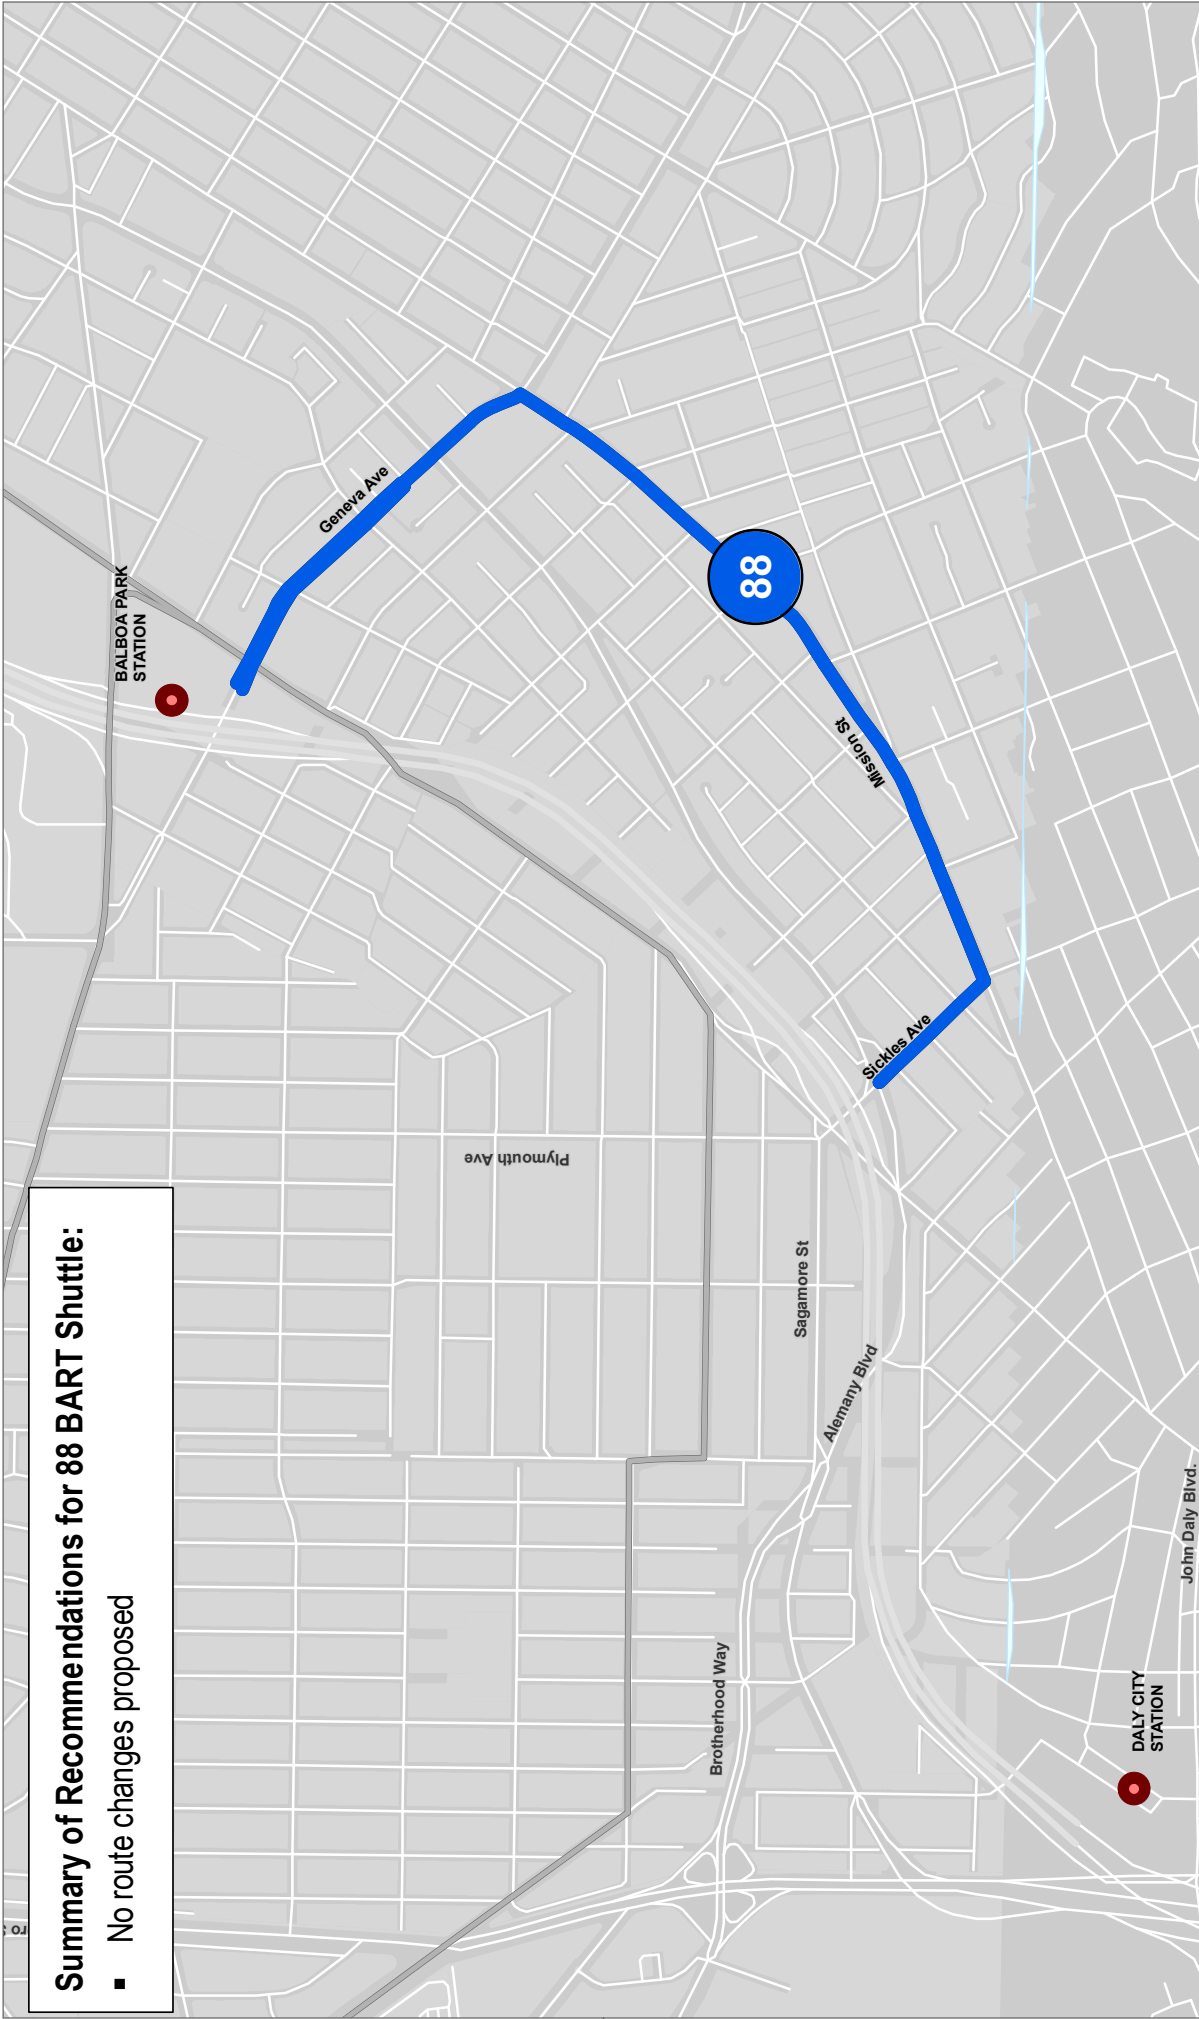 Summary of Recommendations for 88 BART Shuttle:
▪ No route changes proposed
BALBOA PARK
STATION
Geneva Ave
88
Mission St
Sickles Ave
Plymouth Ave
Sagamore St
Alemany Blvd
Brotherhood Way
John Daly Blvd.
DALY CITY
STATION